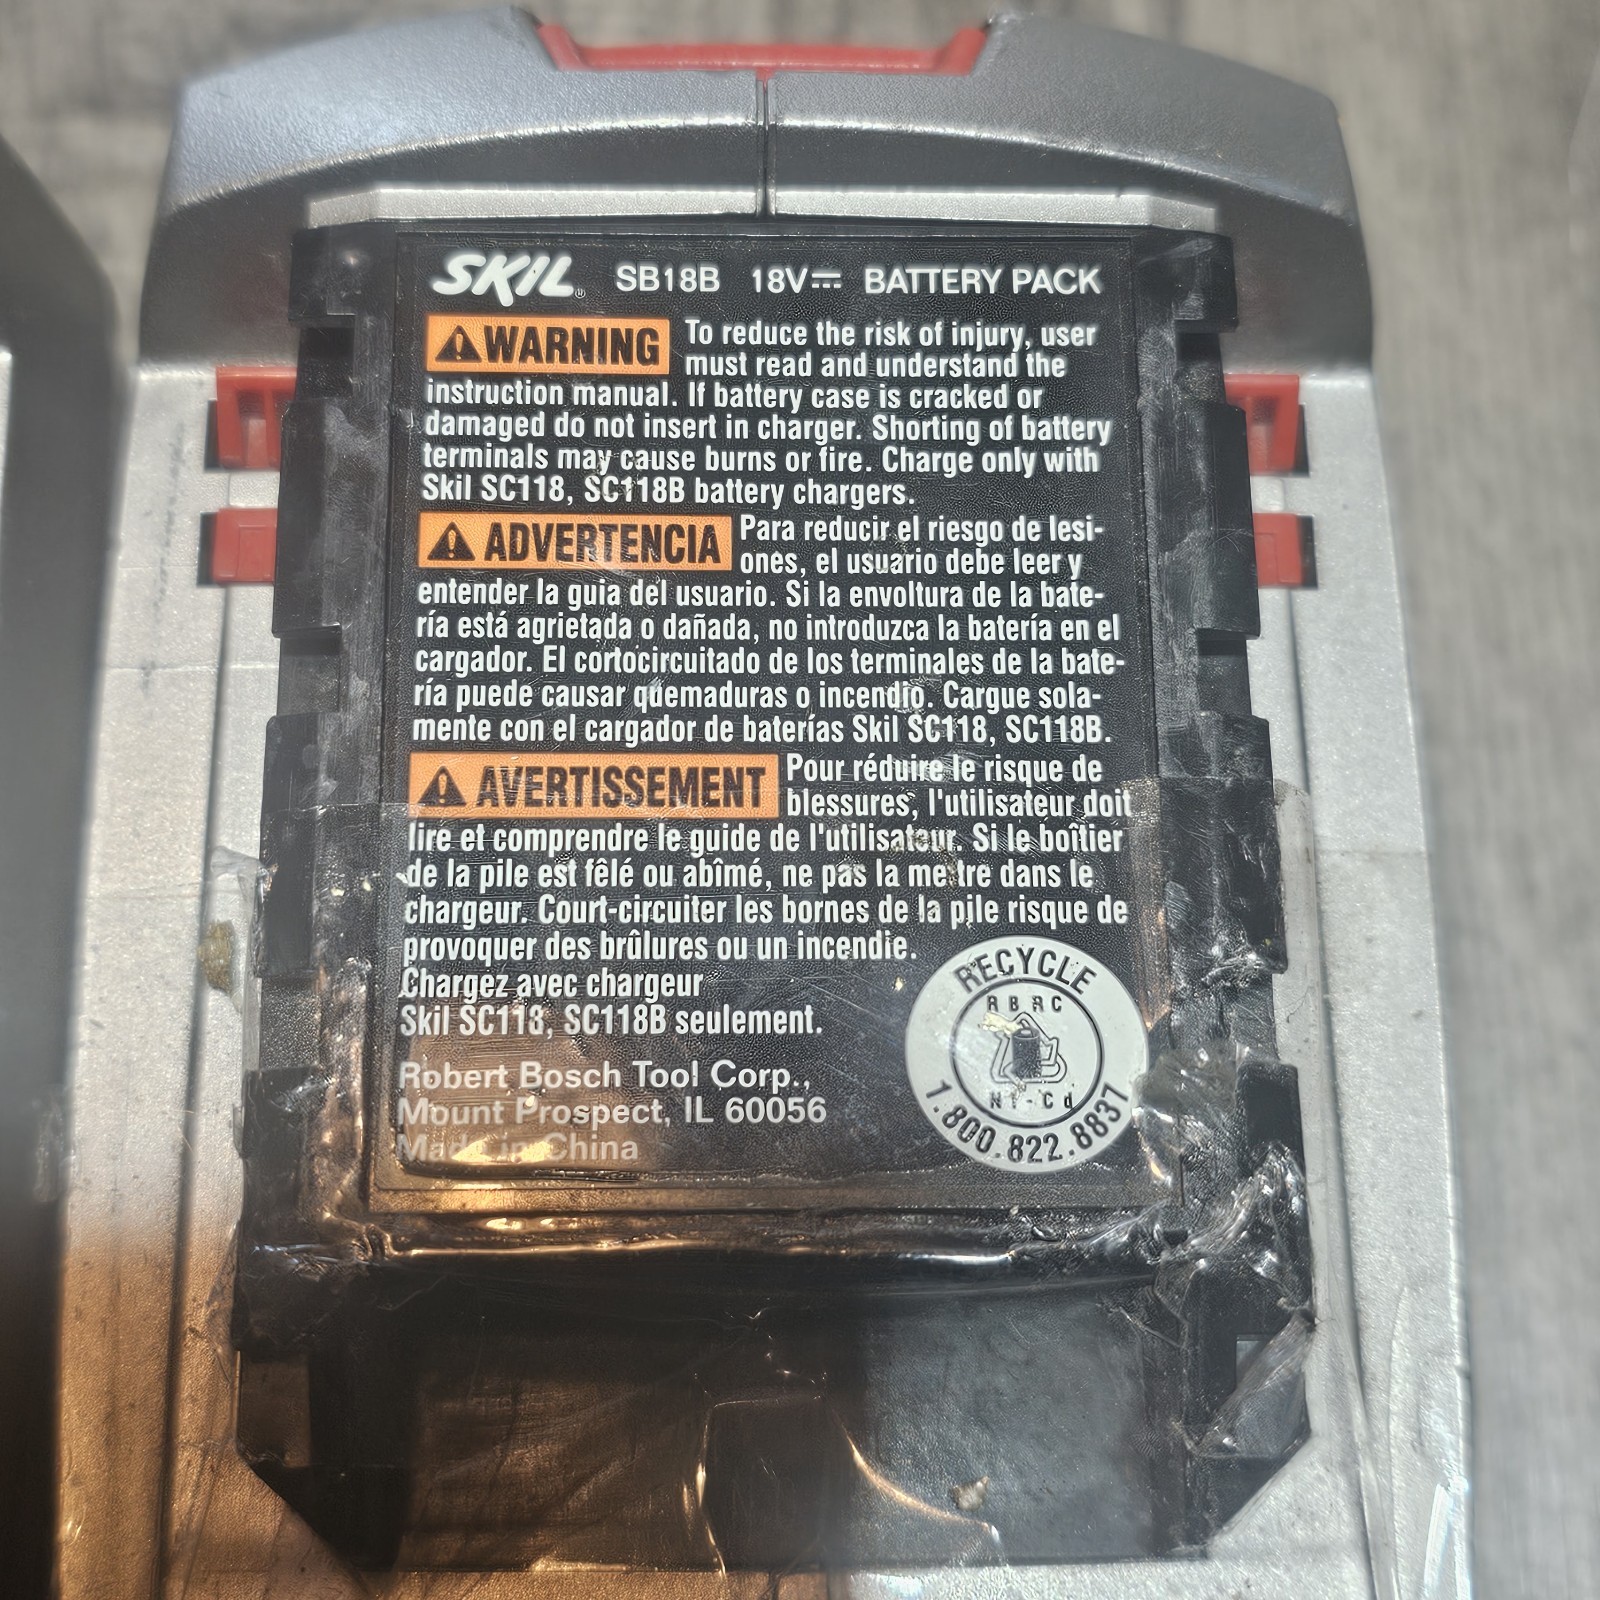 SKIL® SB18B 18V⎓ BATTERY PACK
⚠WARNING To reduce the risk of injury, user
must read and understand the
instruction manual. If battery case is cracked or
damaged do not insert in charger. Shorting of battery
terminals may cause burns or fire. Charge only with
Skil SC118, SC118B battery chargers.
⚠ADVERTENCIA Para reducir el riesgo de lesi-
ones, el usuario debe leer y
entender la guia del usuario. Si la envoltura de la bate-
ría está agrietada o dañada, no introduzca la batería en el
cargador. El cortocircuitado de los terminales de la bate-
ría puede causar quemaduras o incendio. Cargue sola-
mente con el cargador de baterías Skil SC118, SC118B.
⚠AVERTISSEMENT Pour réduire le risque de
blessures, l'utilisateur doit
lire et comprendre le guide de l'utilisateur. Si le boîtier
de la pile est fêlé ou abîmé, ne pas la mettre dans le
chargeur. Court-circuiter les bornes de la pile risque de
provoquer des brûlures ou un incendie.
Chargez avec chargeur
Skil SC118, SC118B seulement.
Robert Bosch Tool Corp.,
Mount Prospect, IL 60056
Made in China
RECYCLE
RBRC
Ni-Cd
1.800.822.8837